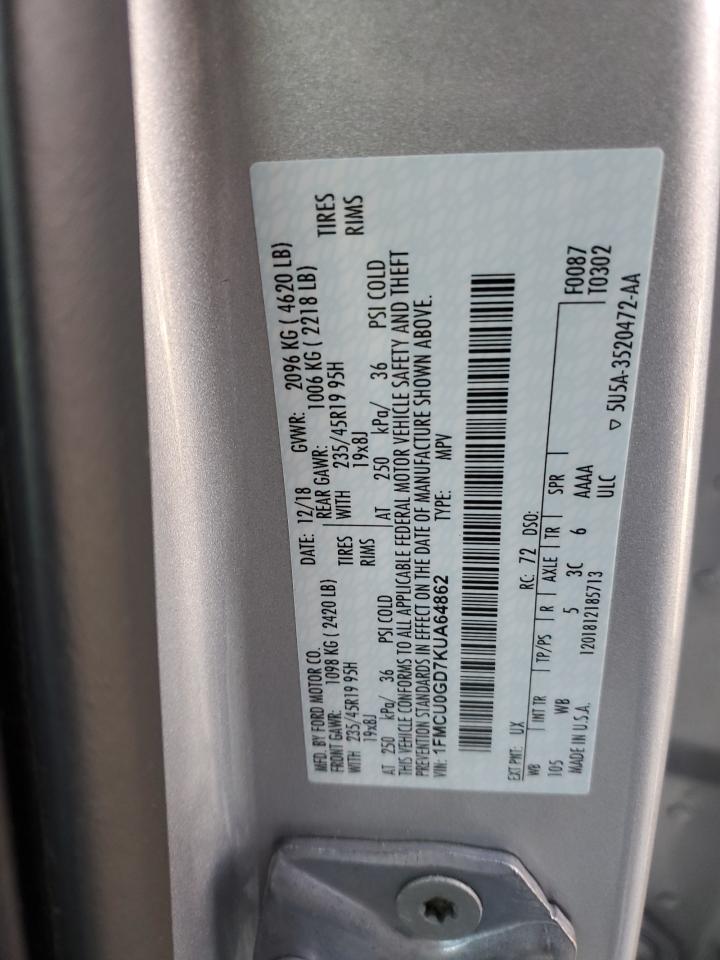 MFD. BY FORD MOTOR CO.
DATE: 12/18 GVWR: 2096 KG ( 4620 LB)
FRONT GAWR: 1098 KG ( 2420 LB) REAR GAWR: 1006 KG ( 2218 LB)
WITH 235/45R19 95H TIRES WITH 235/45R19 95H TIRES
19x8J RIMS 19x8J RIMS
AT 250 kPa/ 36 PSI COLD AT 250 kPa/ 36 PSI COLD
THIS VEHICLE CONFORMS TO ALL APPLICABLE FEDERAL MOTOR VEHICLE SAFETY AND THEFT
PREVENTION STANDARDS IN EFFECT ON THE DATE OF MANUFACTURE SHOWN ABOVE.
VIN: 1FMCU0GD7KUA64862 TYPE: MPV
EXT PNT: UX RC: 72 DSO:
WB INT TR TP/PS R AXLE TR SPR F0087
105 WB 5 3C 6 AAAA T0302
MADE IN U.S.A. 1201812185713 ULC
▽ 5U5A-3520472-AA